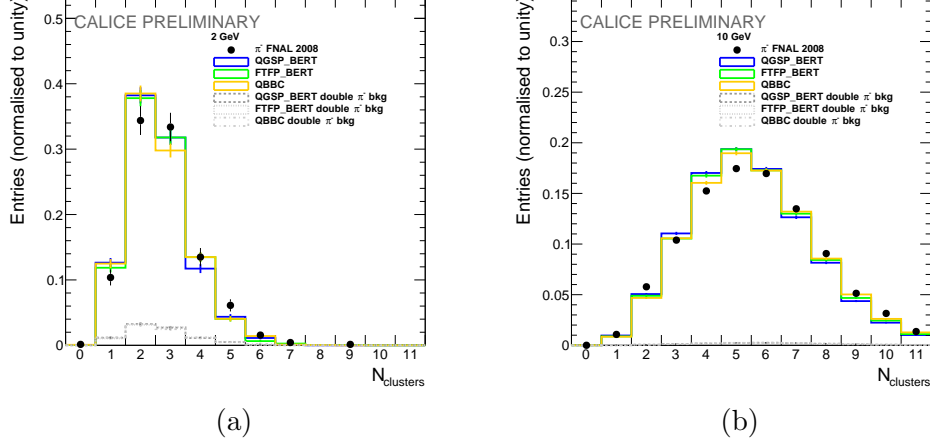 CALICE PRELIMINARY
2 GeV
π- FNAL 2008
QGSP_BERT
FTFP_BERT
QBBC
QGSP_BERT double π- bkg
FTFP_BERT double π- bkg
QBBC double π- bkg
Entries (normalised to unity)
0.5
0.4
0.3
0.2
0.1
0
0 1 2 3 4 5 6 7 8 9 10 11
Nclusters
(a)
CALICE PRELIMINARY
10 GeV
π- FNAL 2008
QGSP_BERT
FTFP_BERT
QBBC
QGSP_BERT double π- bkg
FTFP_BERT double π- bkg
QBBC double π- bkg
Entries (normalised to unity)
0.3
0.25
0.2
0.15
0.1
0.05
0
0 1 2 3 4 5 6 7 8 9 10 11
Nclusters
(b)